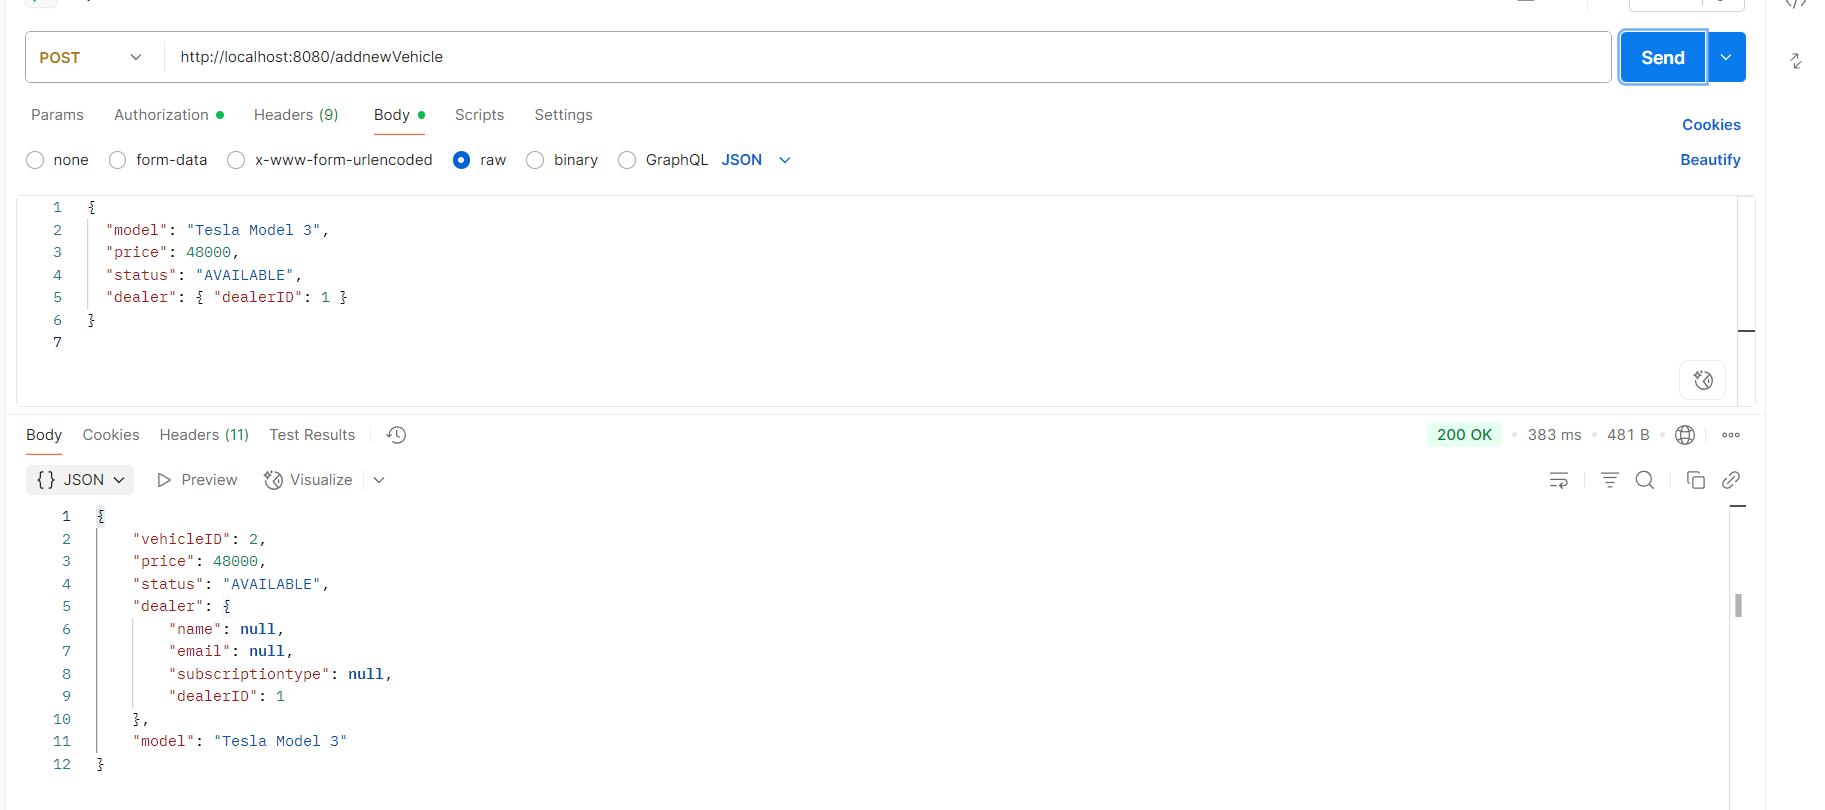 POST http://localhost:8080/addnewVehicle Send
Params Authorization Headers (9) Body Scripts Settings
Cookies
none form-data x-www-form-urlencoded raw binary GraphQL JSON Beautify
1 {
2 "model": "Tesla Model 3",
3 "price": 48000,
4 "status": "AVAILABLE",
5 "dealer": { "dealerID": 1 }
6 }
7
Body Cookies Headers (11) Test Results 200 OK • 383 ms • 481 B
{} JSON Preview Visualize
1 {
2 "vehicleID": 2,
3 "price": 48000,
4 "status": "AVAILABLE",
5 "dealer": {
6 "name": null,
7 "email": null,
8 "subscriptiontype": null,
9 "dealerID": 1
10 },
11 "model": "Tesla Model 3"
12 }